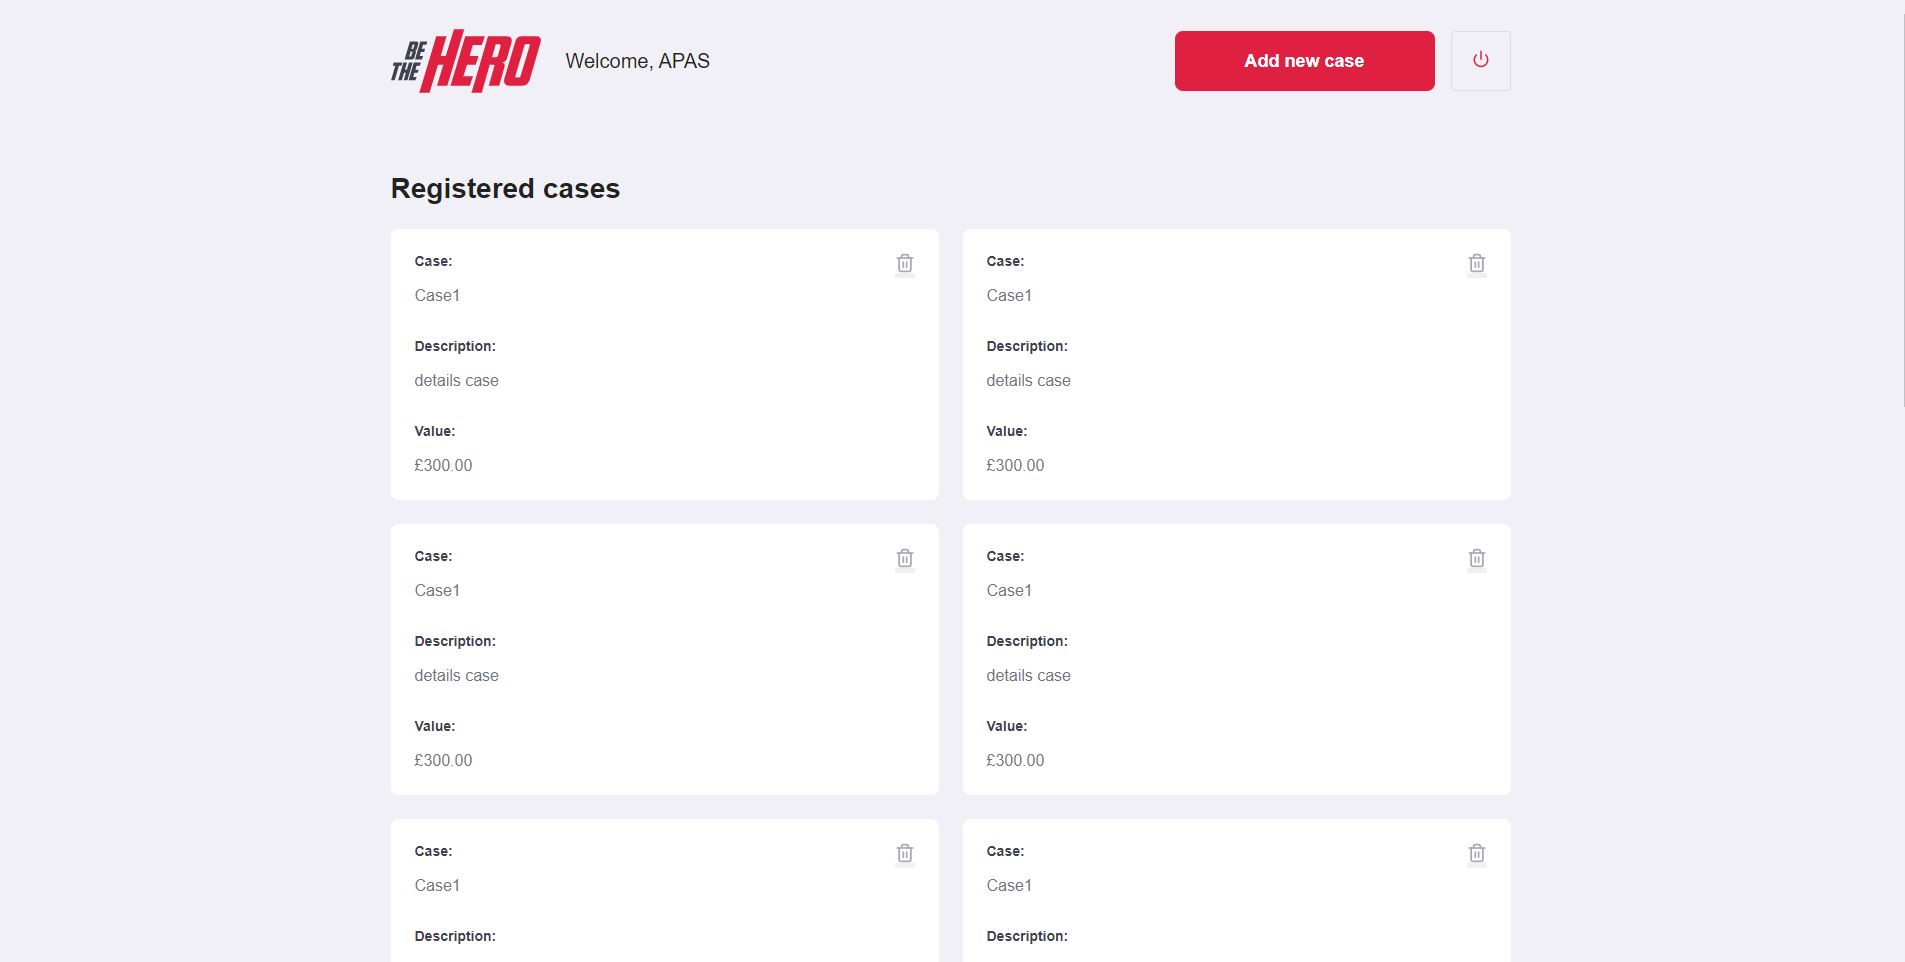 BE
THE HERO
Welcome, APAS
Add new case
Registered cases
Case:
Case1
Description:
details case
Value:
£300.00
Case:
Case1
Description:
details case
Value:
£300.00
Case:
Case1
Description:
details case
Value:
£300.00
Case:
Case1
Description:
details case
Value:
£300.00
Case:
Case1
Description:
Case:
Case1
Description: